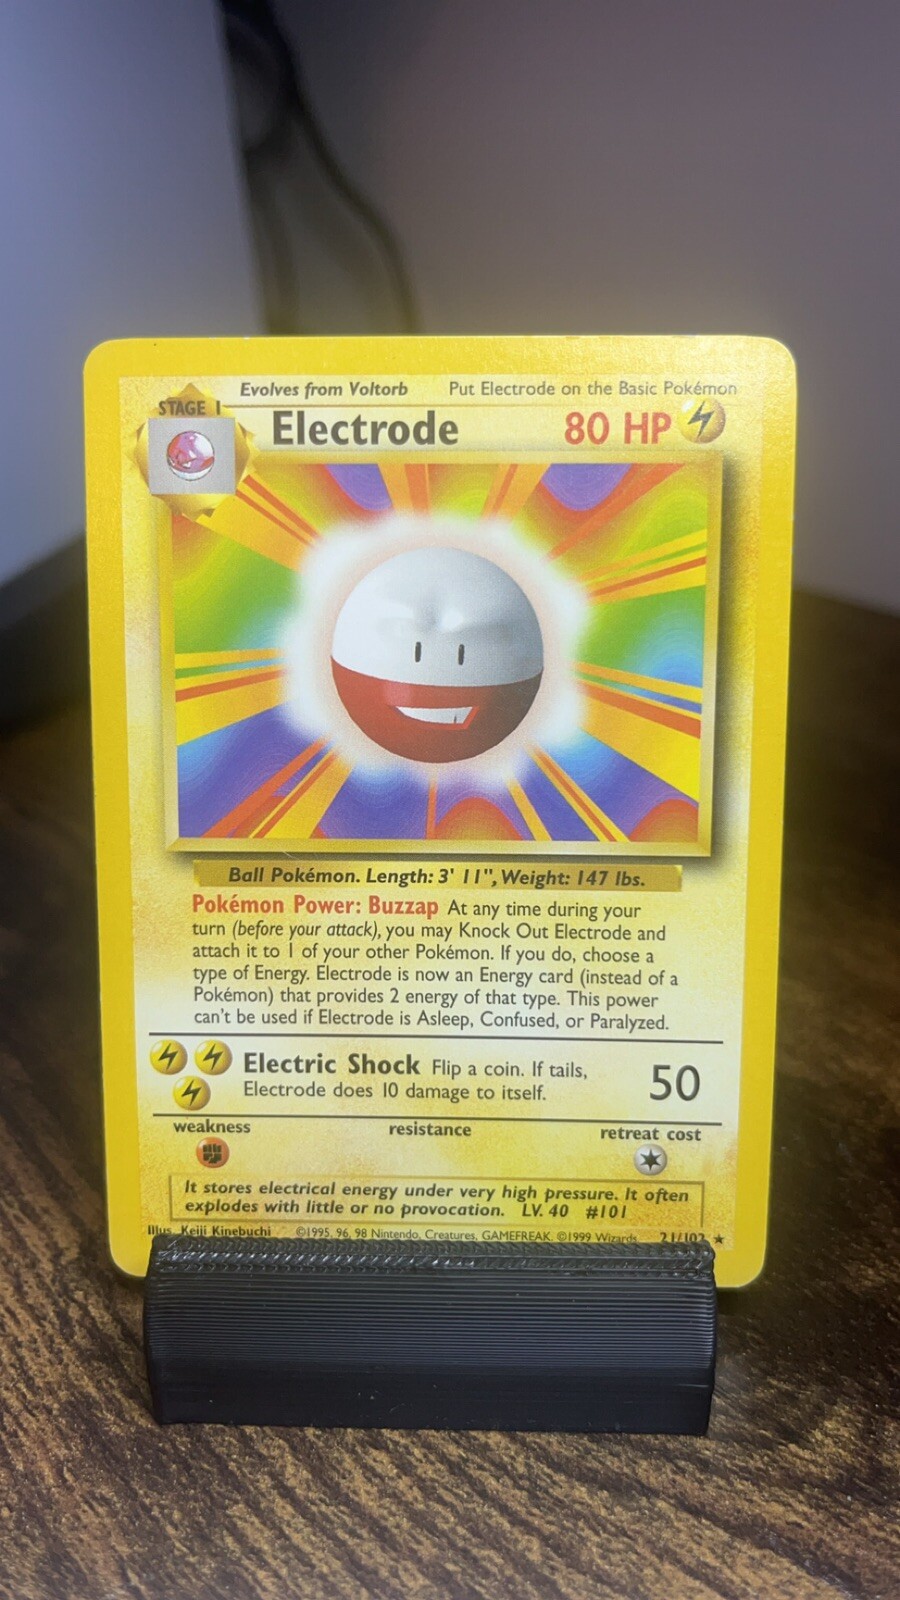 Evolves from Voltorb Put Electrode on the Basic Pokémon
STAGE 1
Electrode 80 HP
Ball Pokémon. Length: 3' 11", Weight: 147 lbs.
Pokémon Power: Buzzap At any time during your
turn (before your attack), you may Knock Out Electrode and
attach it to 1 of your other Pokémon. If you do, choose a
type of Energy. Electrode is now an Energy card (instead of a
Pokémon) that provides 2 energy of that type. This power
can't be used if Electrode is Asleep, Confused, or Paralyzed.
Electric Shock Flip a coin. If tails,
Electrode does 10 damage to itself.
50
weakness resistance retreat cost
It stores electrical energy under very high pressure. It often
explodes with little or no provocation. LV. 40 #101
Illus. Keiji Kinebuchi ©1995, 96, 98 Nintendo, Creatures, GAMEFREAK. ©1999 Wizards. 21/102 ★